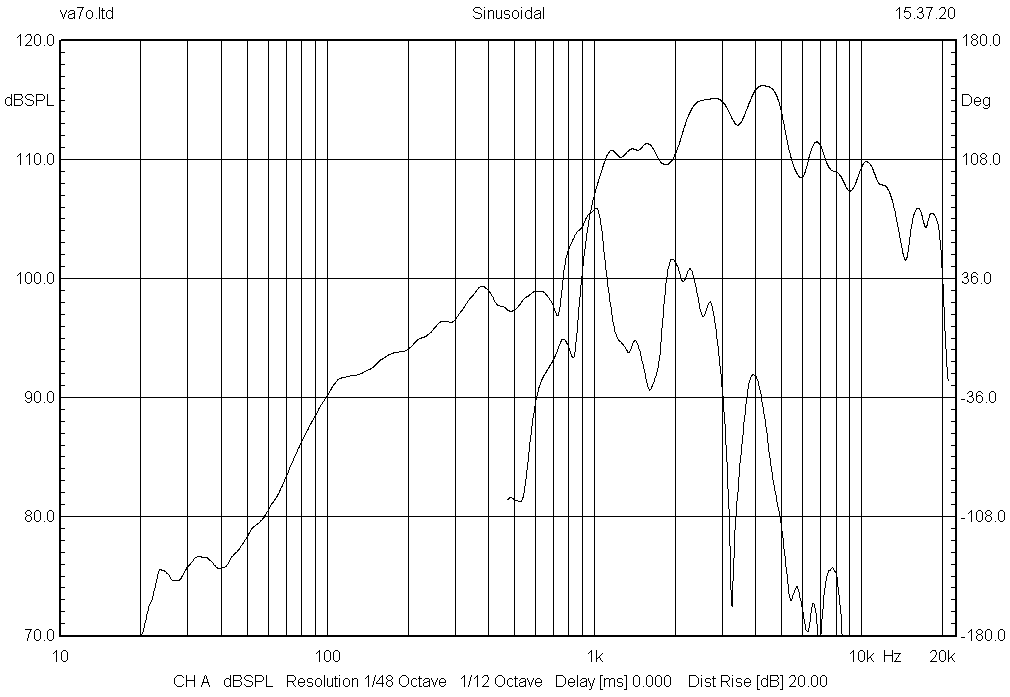 va7o.ltd Sinusoidal 15.37.20
120.0 180.0
dBSPL Deg
110.0 108.0
100.0 36.0
90.0 -36.0
80.0 -108.0
70.0 -180.0
10 100 1k 10k Hz 20k
CH A dBSPL Resolution 1/48 Octave 1/12 Octave Delay [ms] 0.000 Dist Rise [dB] 20.00